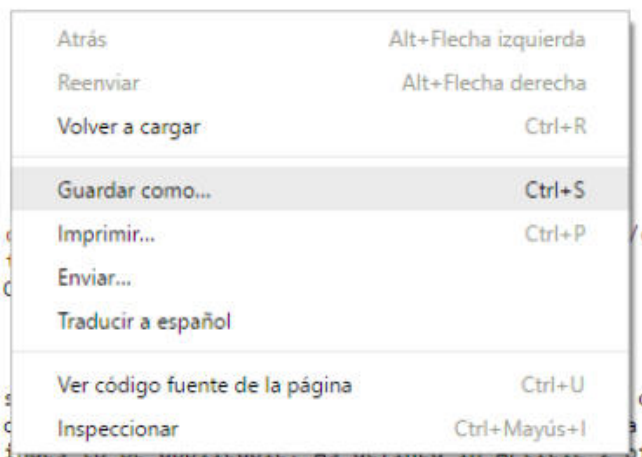 Atrás Alt+Flecha izquierda
Reenviar Alt+Flecha derecha
Volver a cargar Ctrl+R
Guardar como... Ctrl+S
Imprimir... Ctrl+P
Enviar...
Traducir a español
Ver código fuente de la página Ctrl+U
Inspeccionar Ctrl+Mayús+I